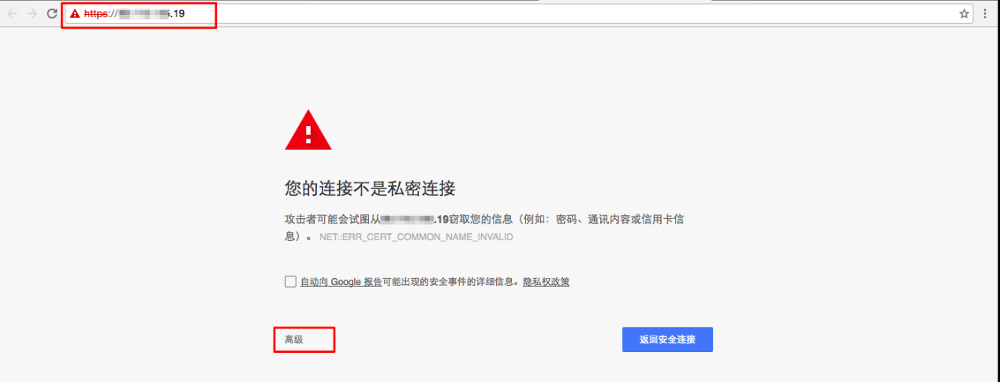 https://.19
您的连接不是私密连接
攻击者可能会试图从.19窃取您的信息（例如：密码、通讯内容或信用卡信
息）。 NET::ERR_CERT_COMMON_NAME_INVALID
自动向 Google 报告可能出现的安全事件的详细信息。隐私权政策
高级
返回安全连接